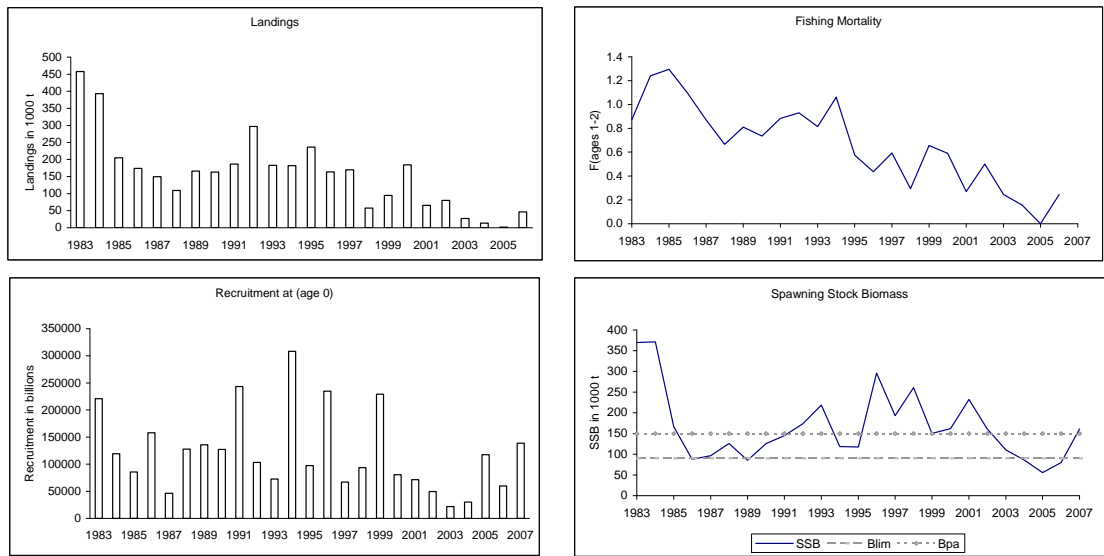 Landings
Landings in 1000 t
500
450
400
350
300
250
200
150
100
50
0
1983 1985 1987 1989 1991 1993 1995 1997 1999 2001 2003 2005
Fishing Mortality
F(ages 1-2)
1.4
1.2
1.0
0.8
0.6
0.4
0.2
0.0
1983 1985 1987 1989 1991 1993 1995 1997 1999 2001 2003 2005 2007
Recruitment at (age 0)
Recruitment in billions
350000
300000
250000
200000
150000
100000
50000
0
1983 1985 1987 1989 1991 1993 1995 1997 1999 2001 2003 2005 2007
Spawning Stock Biomass
SSB in 1000 t
400
350
300
250
200
150
100
50
0
1983 1985 1987 1989 1991 1993 1995 1997 1999 2001 2003 2005 2007
SSB Blim Bpa